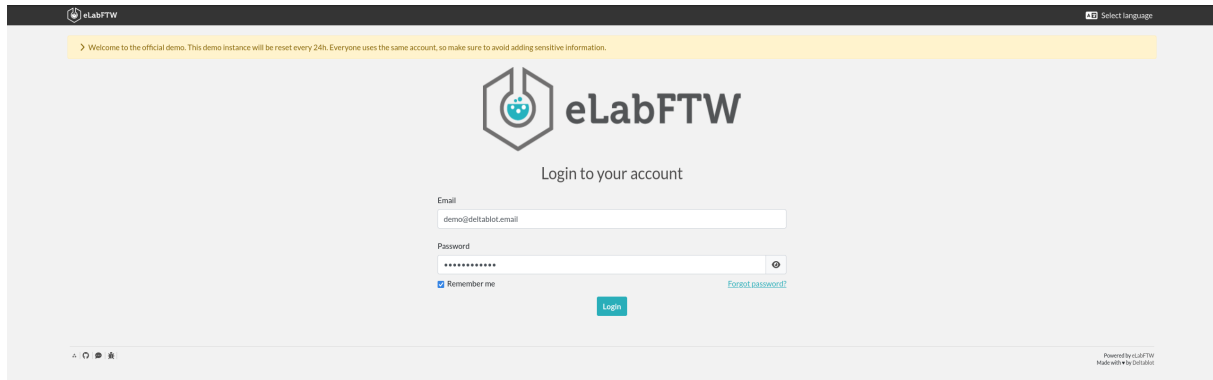 eLabFTW
Select language
Welcome to the official demo. This demo instance will be reset every 24h. Everyone uses the same account, so make sure to avoid adding sensitive information.
eLabFTW
Login to your account
Email
demo@deltablot.email
Password
••••••••••••
Remember me
Forgot password?
Login
Powered by eLabFTW
Made with ♥ by Deltablot